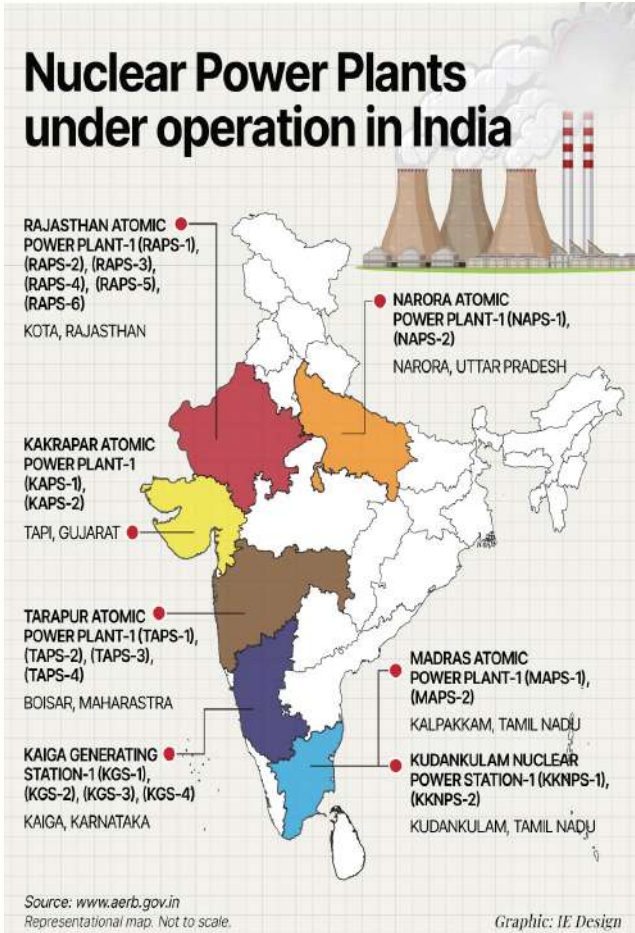 Nuclear Power Plants
under operation in India
RAJASTHAN ATOMIC
POWER PLANT-1 (RAPS-1),
(RAPS-2), (RAPS-3),
(RAPS-4), (RAPS-5),
(RAPS-6)
KOTA, RAJASTHAN
NARORA ATOMIC
POWER PLANT-1 (NAPS-1),
(NAPS-2)
NARORA, UTTAR PRADESH
KAKRAPAR ATOMIC
POWER PLANT-1
(KAPS-1),
(KAPS-2)
TAPI, GUJARAT
TARAPUR ATOMIC
POWER PLANT-1 (TAPS-1),
(TAPS-2), (TAPS-3),
(TAPS-4)
BOISAR, MAHARASTRA
MADRAS ATOMIC
POWER PLANT-1 (MAPS-1),
(MAPS-2)
KALPAKKAM, TAMIL NADU
KAIGA GENERATING
STATION-1 (KGS-1),
(KGS-2), (KGS-3), (KGS-4)
KAIGA, KARNATAKA
KUDANKULAM NUCLEAR
POWER STATION-1 (KKNPS-1),
(KKNPS-2)
KUDANKULAM, TAMIL NADU
Source: www.aerb.gov.in
Representational map. Not to scale.
Graphic: IE Design